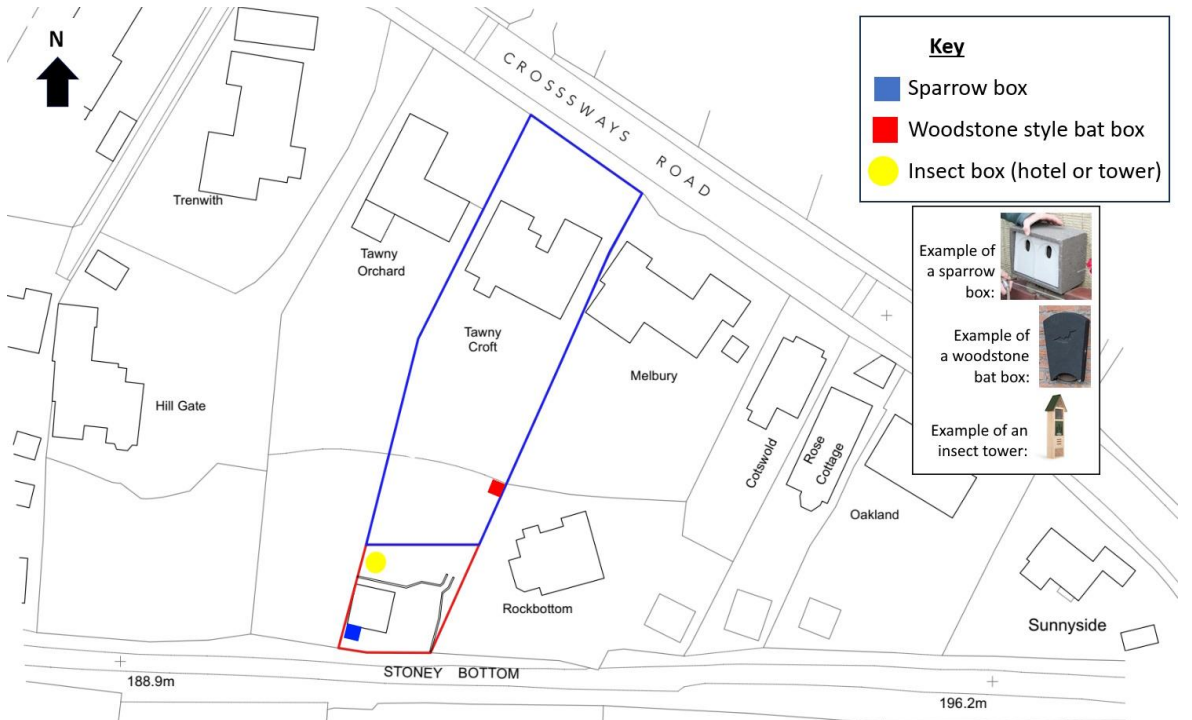 N
CROSSSWAYS ROAD
Key
Sparrow box
Woodstone style bat box
Insect box (hotel or tower)
Example of
a sparrow
box:
Example of
a woodstone
bat box:
Example of an
insect tower:
Trenwith
Tawny
Orchard
Tawny
Croft
Melbury
Hill Gate
Cotswold
Rose
Cottage
Oakland
Rockbottom
Sunnyside
STONEY BOTTOM
188.9m
196.2m